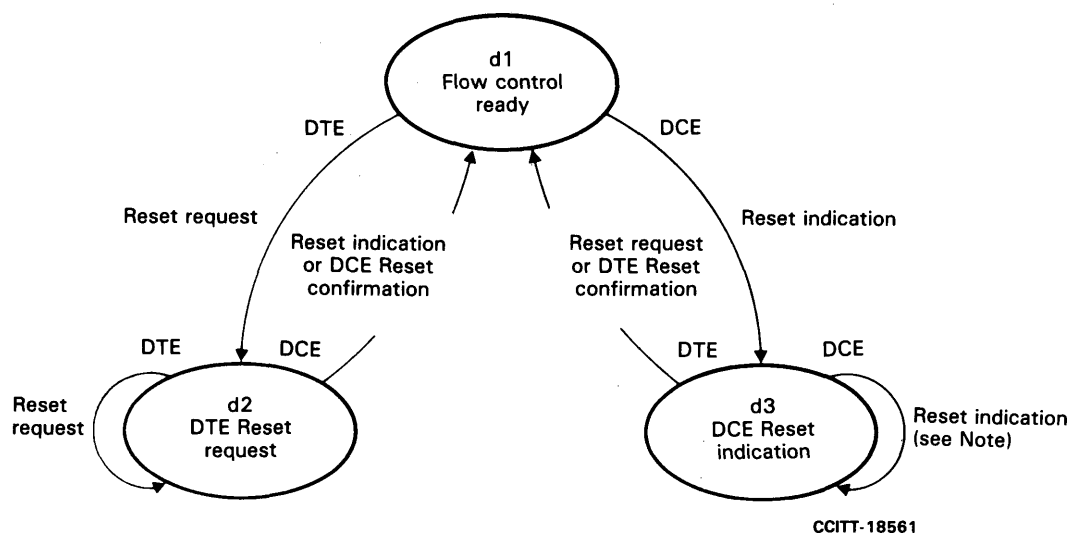 d1
Flow control
ready
DTE
DCE
Reset request
Reset indication
Reset indication
or DCE Reset
confirmation
Reset request
or DTE Reset
confirmation
DTE
DCE
DTE
DCE
Reset
request
d2
DTE Reset
request
d3
DCE Reset
indication
Reset indication
(see Note)
CCITT-18561